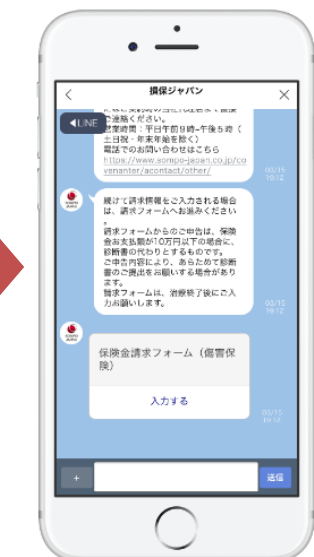 損保ジャパン
◀LINE
ご連絡ください。
営業時間：平日午前9時~午後5時（
土日祝・年末年始を除く）
電話でのお問い合わせはこちら
https://www.sompo-japan.co.jp/co
venanter/acontact/other/
03/15
19:12
続けて請求情報をご入力される場合
は、請求フォームへお進みください
。
請求フォームからのご申告は、保険
金お支払額が10万円以下の場合に、
診断書の代わりとするものです。
ご申告内容により、あらためて診断
書のご提出をお願いする場合があり
ます。
請求フォームは、治療終了後にご入
力お願いします。
03/15
19:12
保険金請求フォーム（傷害保
険）
入力する
03/15
19:12
+
送信